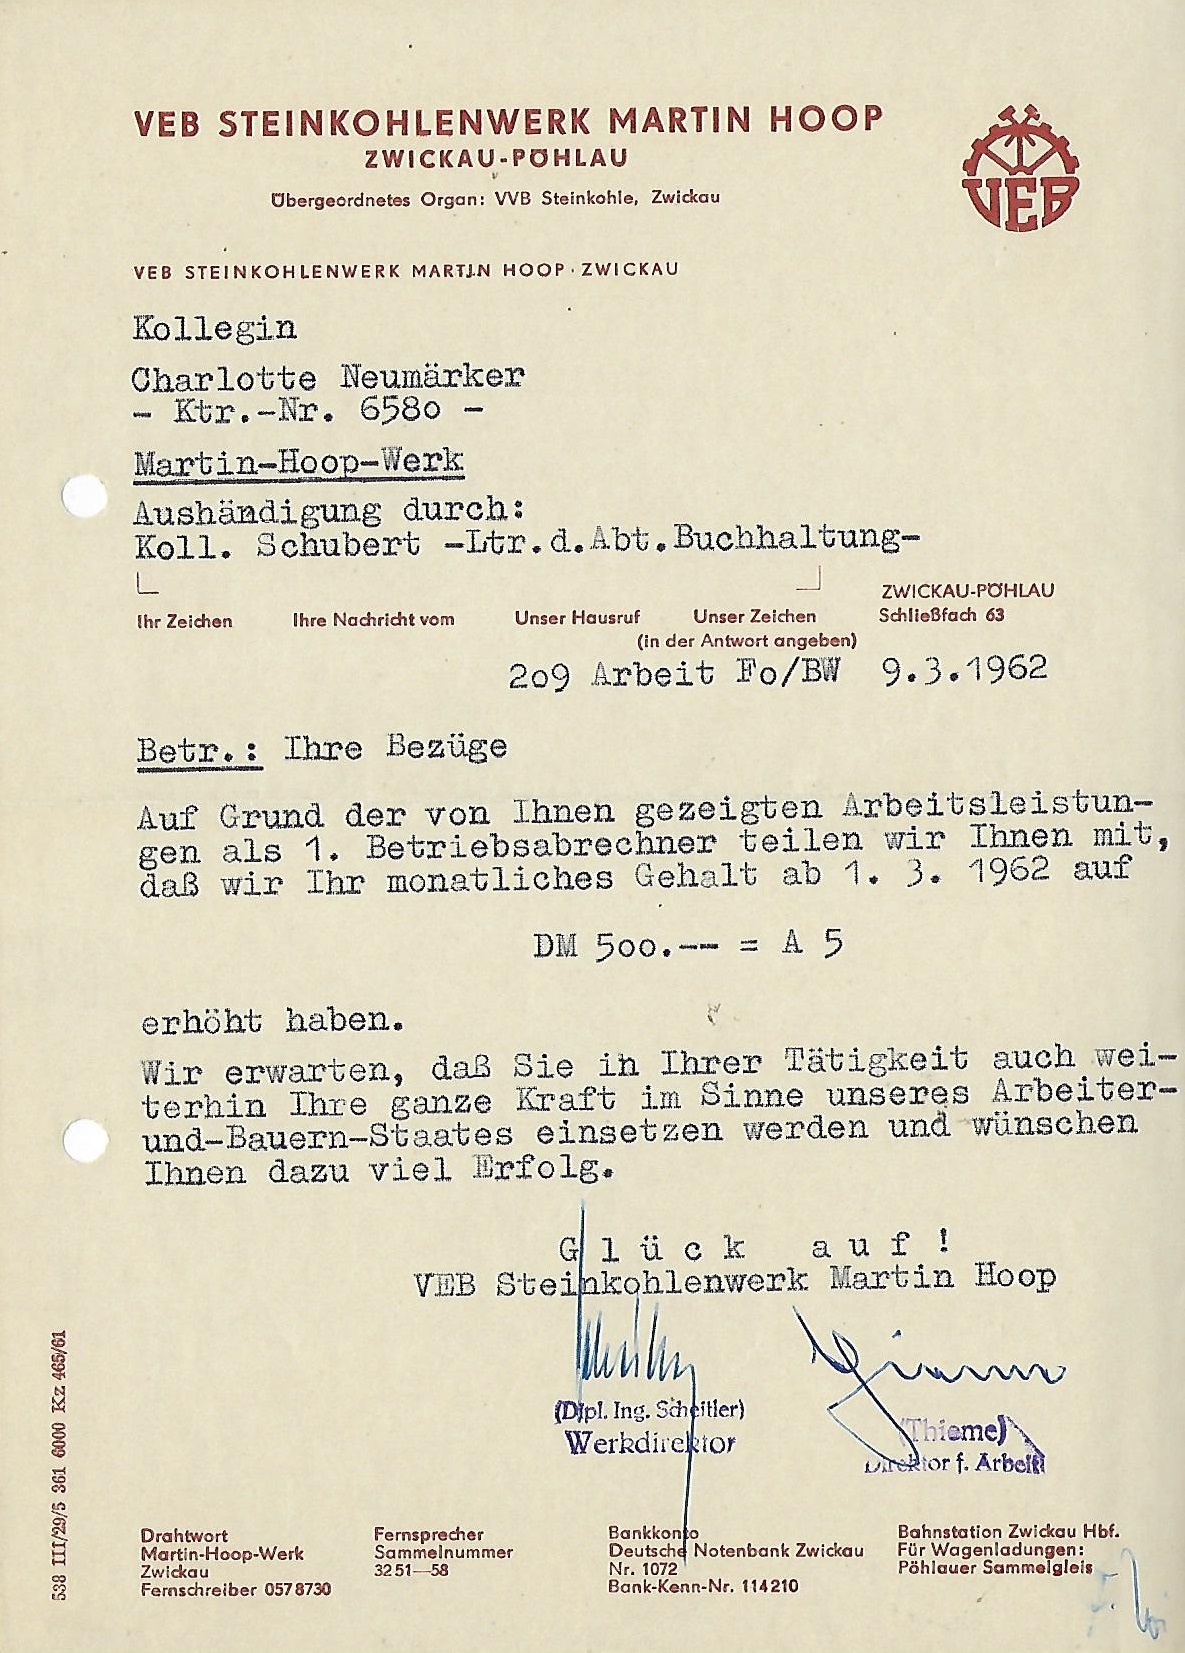 VEB STEINKOHLENWERK MARTIN HOOP
ZWICKAU-PÖHLAU
Übergeordnetes Organ: VVB Steinkohle, Zwickau
VEB
VEB STEINKOHLENWERK MARTIN HOOP · ZWICKAU
Kollegin
Charlotte Neumärker
- Ktr.-Nr. 6580 -
Martin-Hoop-Werk
Aushändigung durch:
Koll. Schubert -Ltr.d.Abt.Buchhaltung-
ZWICKAU-PÖHLAU
Ihr Zeichen Ihre Nachricht vom Unser Hausruf Unser Zeichen Schließfach 63
(in der Antwort angeben)
209 Arbeit Fo/BW 9.3.1962
Betr.: Ihre Bezüge
Auf Grund der von Ihnen gezeigten Arbeitsleistun-
gen als 1. Betriebsabrechner teilen wir Ihnen mit,
daß wir Ihr monatliches Gehalt ab 1. 3. 1962 auf
DM 500.-- = A 5
erhöht haben.
Wir erwarten, daß Sie in Ihrer Tätigkeit auch wei-
terhin Ihre ganze Kraft im Sinne unseres Arbeiter-
und-Bauern-Staates einsetzen werden und wünschen
Ihnen dazu viel Erfolg.
G l ü c k a u f !
VEB Steinkohlenwerk Martin Hoop
(Dipl. Ing. Scheitler)
Werkdirektor
(Thieme)
Direktor f. Arbeit
538 III/29/5 361 6000 Kz 465/61
Drahtwort
Martin-Hoop-Werk
Zwickau
Fernschreiber 0578730
Fernsprecher
Sammelnummer
3251—58
Bankkonto
Deutsche Notenbank Zwickau
Nr. 1072
Bank-Kenn-Nr. 114210
Bahnstation Zwickau Hbf.
Für Wagenladungen:
Pöhlauer Sammelgleis